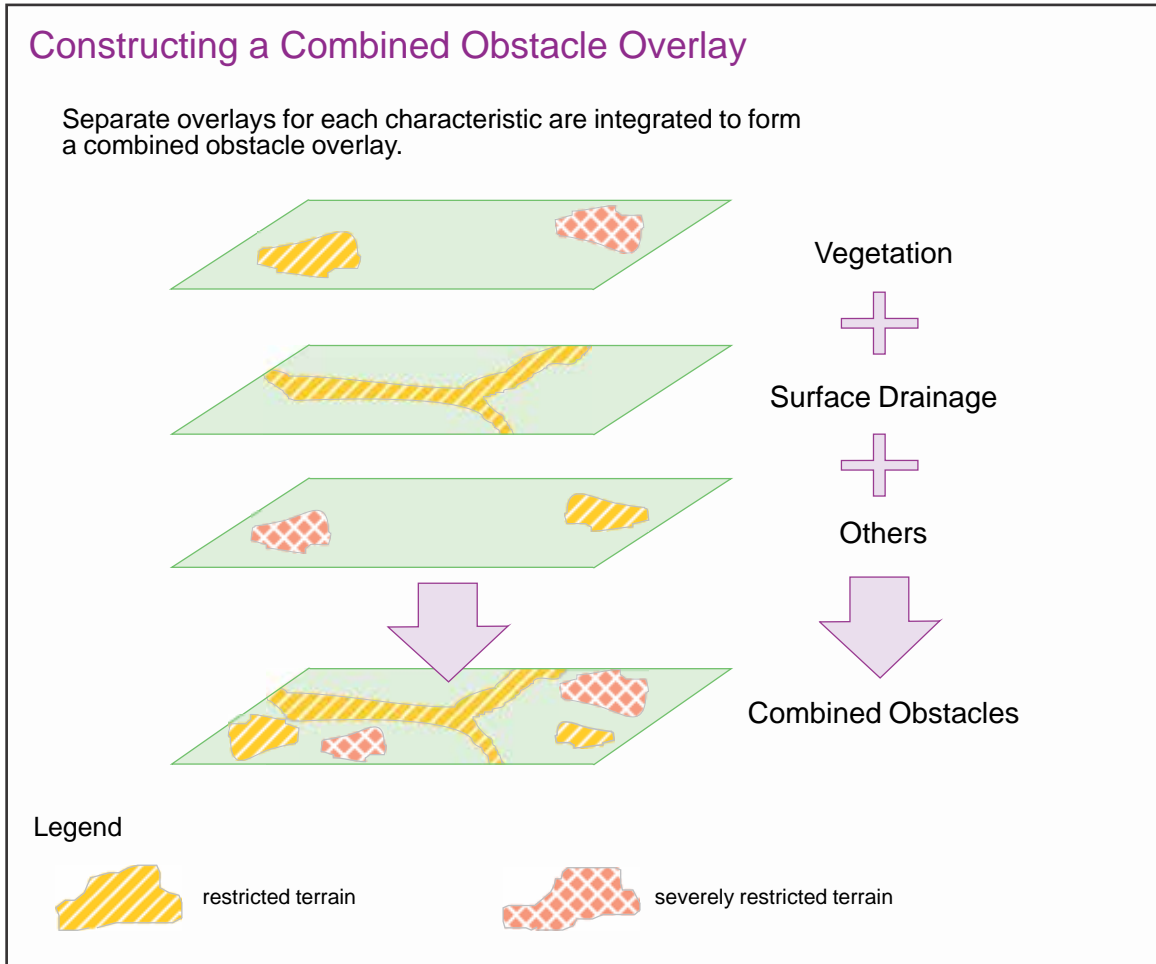 Constructing a Combined Obstacle Overlay
Separate overlays for each characteristic are integrated to form
a combined obstacle overlay.
Vegetation
Surface Drainage
Others
Combined Obstacles
Legend
restricted terrain
severely restricted terrain